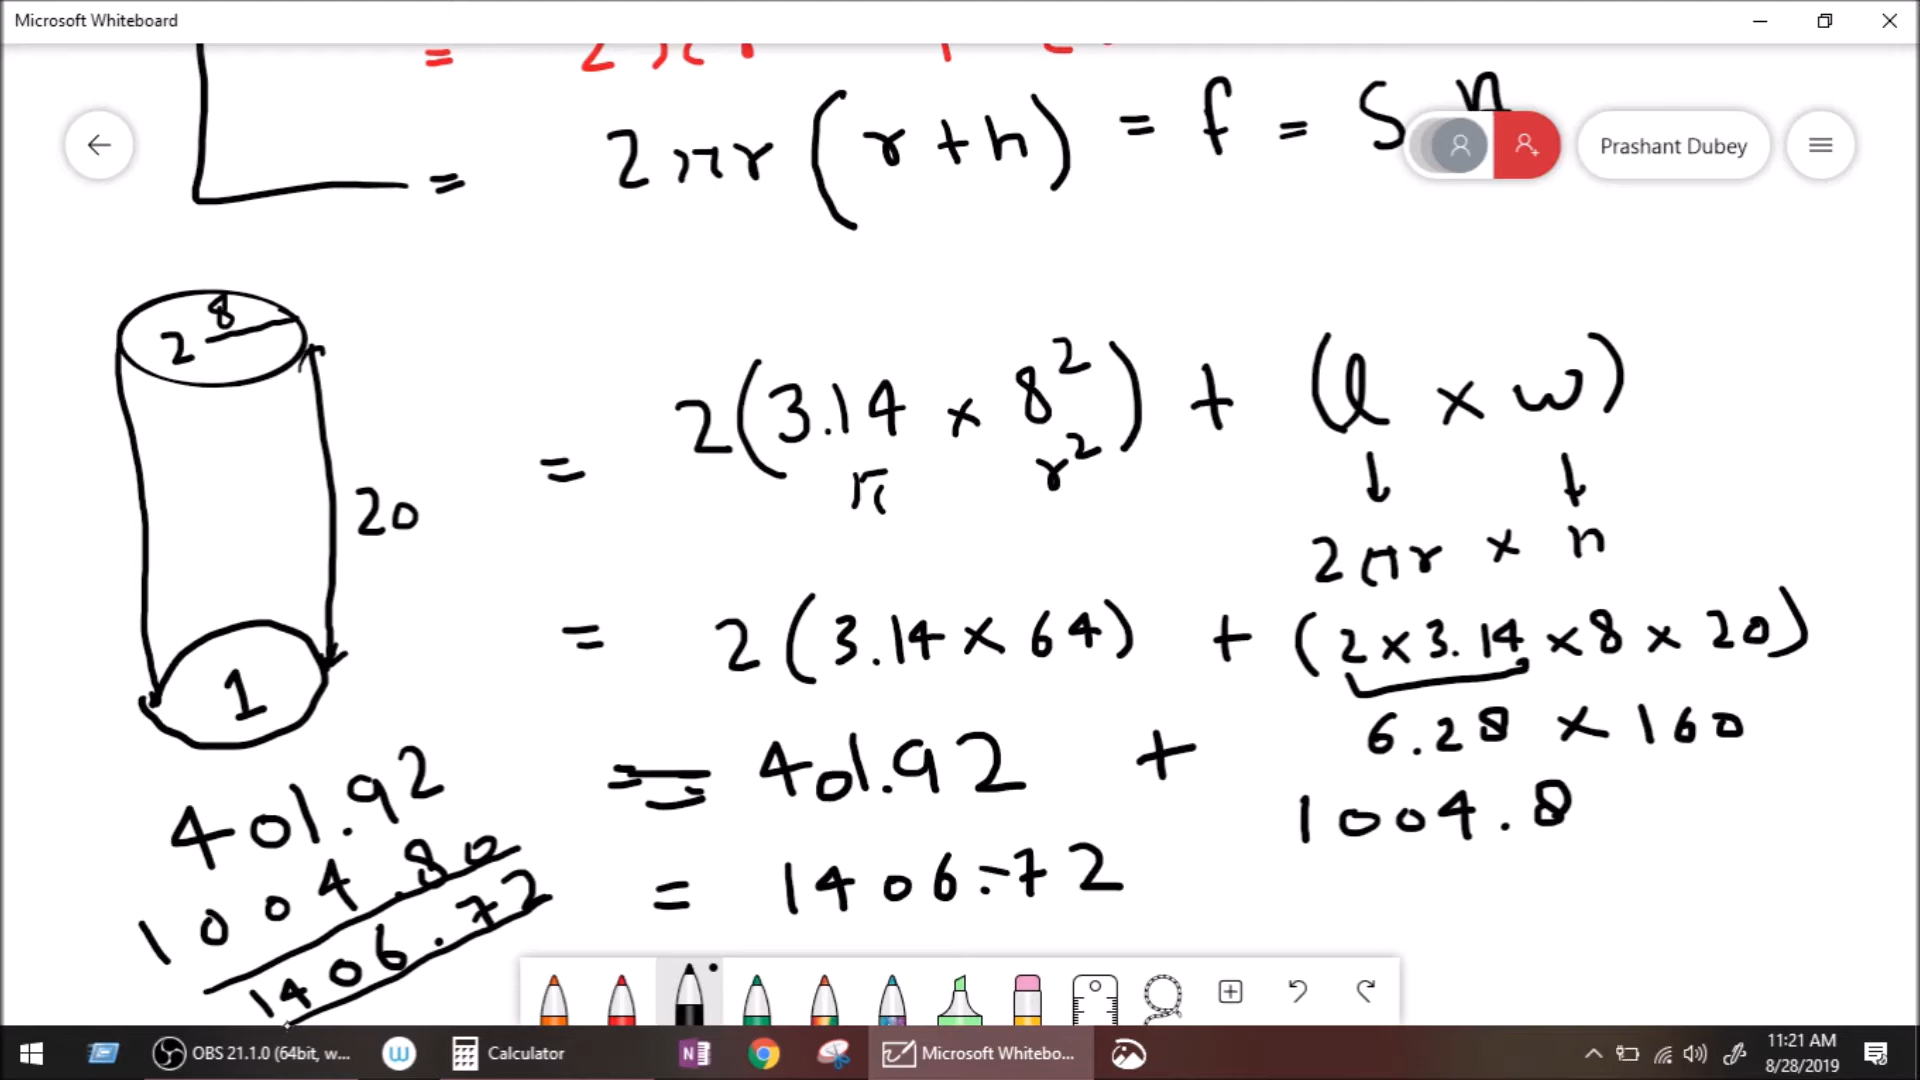 Microsoft Whiteboard
= 2πr
= 2πr (r + h) = f = S n
Prashant Dubey
8
2
20
1
= 2(3.14 × 8²) + (l × w)
π r² ↓ ↓
2πr × h
= 2(3.14 × 64) + (2 × 3.14 × 8 × 20)
6.28 × 160
= 401.92 +
1004.8
= 1406.72
401.92
1004.80
1406.72
OBS 21.1.0 (64bit, w...
Calculator
Microsoft Whitebo...
11:21 AM
8/28/2019